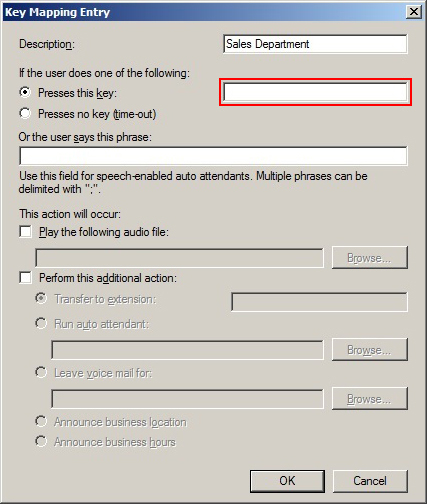 Key Mapping Entry
Description:
Sales Department
If the user does one of the following:
Presses this key:
Presses no key (time-out)
Or the user says this phrase:
Use this field for speech-enabled auto attendants. Multiple phrases can be
delimited with ";".
This action will occur:
Play the following audio file:
Browse...
Perform this additional action:
Transfer to extension:
Run auto attendant:
Browse...
Leave voice mail for:
Browse...
Announce business location
Announce business hours
OK
Cancel